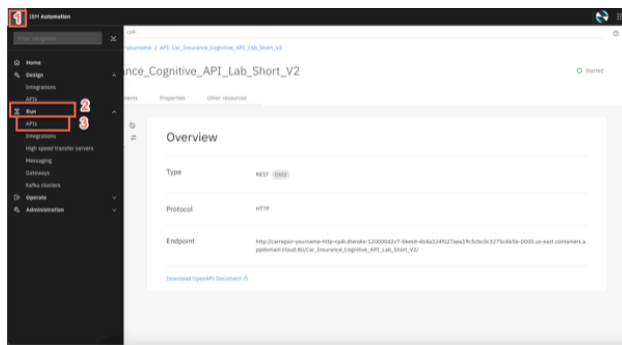 1
IBM Automation
Filter navigation
cp4i
yourname / API: Car_Insurance_Cognitive_API_Lab_Short_V2
Home
Design
Integrations
APIs
nce_Cognitive_API_Lab_Short_V2
Started
Properties
Other resources
2
Run
3
APIs
Integrations
High speed transfer servers
Messaging
Gateways
Kafka clusters
Operate
Administration
Overview
Type
REST
OAS2
Protocol
HTTP
Endpoint
Download OpenAPI Document